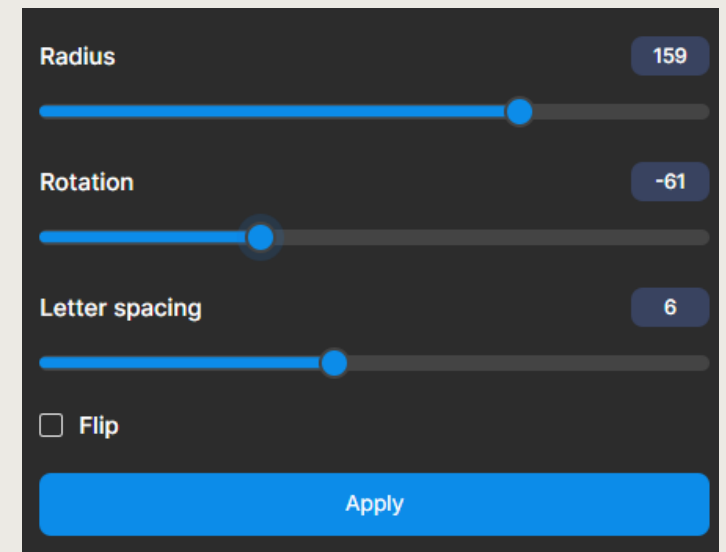 Radius 159
Rotation -61
Letter spacing 6
Flip
Apply